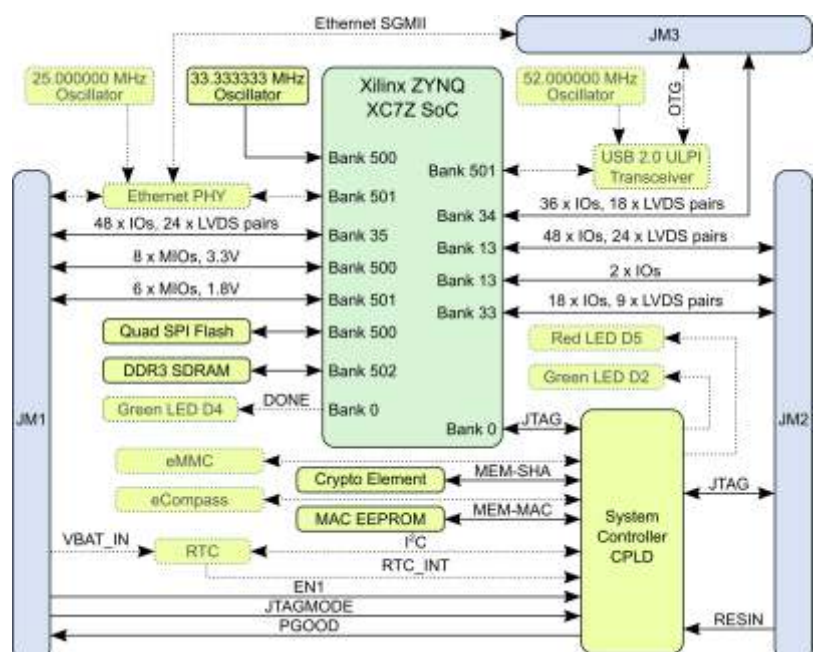 Ethernet SGMII
JM3
25.000000 MHz
Oscillator
33.333333 MHz
Oscillator
Xilinx ZYNQ
XC7Z SoC
52.000000 MHz
Oscillator
OTG
Bank 500
Bank 501
USB 2.0 ULPI
Transceiver
Ethernet PHY
Bank 501
36 x IOs, 18 x LVDS pairs
Bank 34
48 x IOs, 24 x LVDS pairs
Bank 35
48 x IOs, 24 x LVDS pairs
Bank 13
8 x MIOs, 3.3V
Bank 500
2 x IOs
Bank 13
6 x MIOs, 1.8V
Bank 501
18 x IOs, 9 x LVDS pairs
Bank 33
Quad SPI Flash
Bank 500
Red LED D5
DDR3 SDRAM
Bank 502
Green LED D2
Green LED D4
DONE
Bank 0
Bank 0
JTAG
JM1
JM2
eMMC
Crypto Element
MEM-SHA
JTAG
eCompass
MAC EEPROM
MEM-MAC
System
Controller
CPLD
VBAT_IN
RTC
I²C
RTC_INT
EN1
JTAGMODE
PGOOD
RESIN